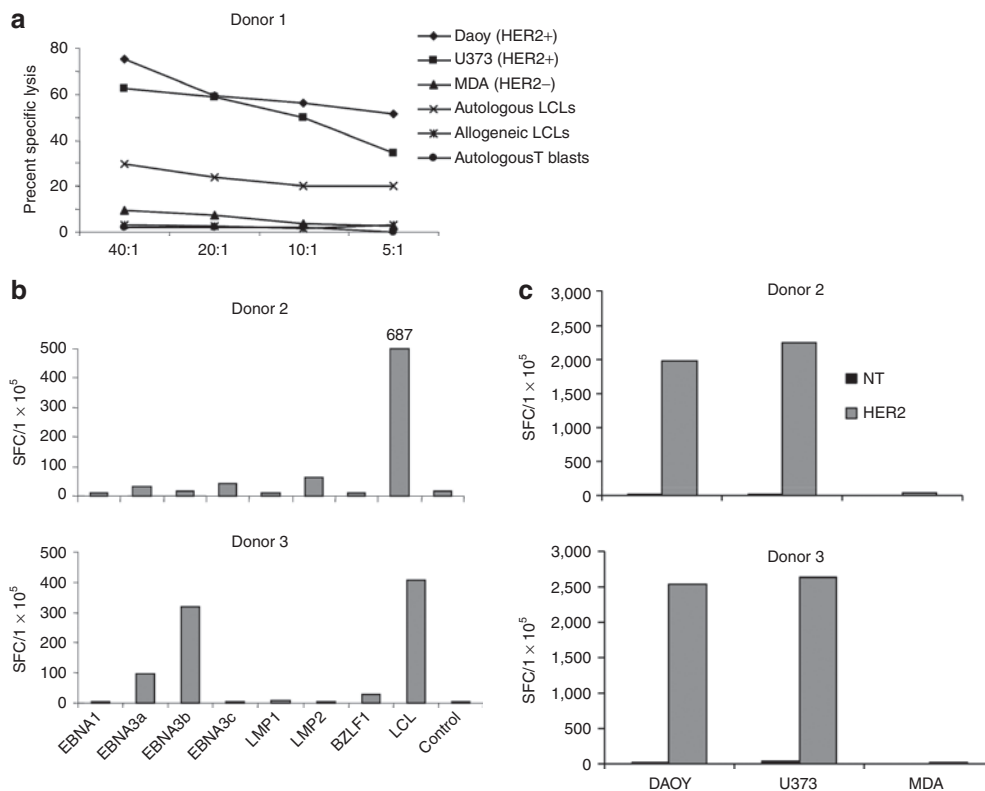 a
Donor 1
Precent specific lysis
80
60
40
20
0
40:1
20:1
10:1
5:1
Daoy (HER2+)
U373 (HER2+)
MDA (HER2−)
Autologous LCLs
Allogeneic LCLs
AutologousT blasts
b
Donor 2
SFC/1 × 10⁵
500
400
300
200
100
0
687
Donor 3
SFC/1 × 10⁵
500
400
300
200
100
0
EBNA1
EBNA3a
EBNA3b
EBNA3c
LMP1
LMP2
BZLF1
LCL
Control
c
Donor 2
SFC/1 × 10⁵
3,000
2,500
2,000
1,500
1,000
500
0
NT
HER2
Donor 3
SFC/1 × 10⁵
3,000
2,500
2,000
1,500
1,000
500
0
DAOY
U373
MDA